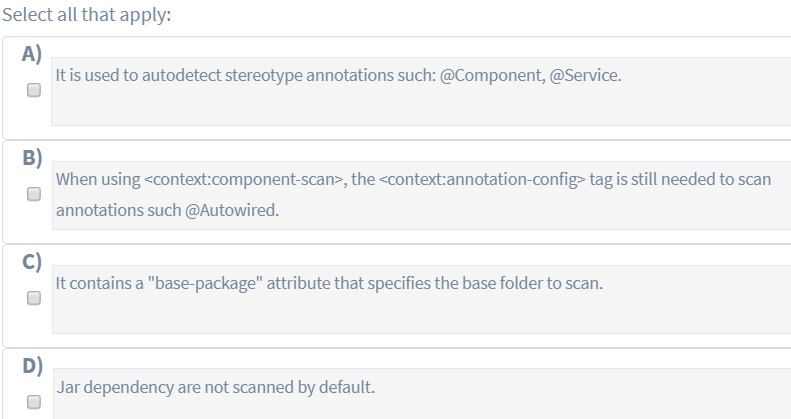 Select all that apply:
A)
It is used to autodetect stereotype annotations such: @Component, @Service.
B)
When using <context:component-scan>, the <context:annotation-config> tag is still needed to scan
annotations such @Autowired.
C)
It contains a "base-package" attribute that specifies the base folder to scan.
D)
Jar dependency are not scanned by default.